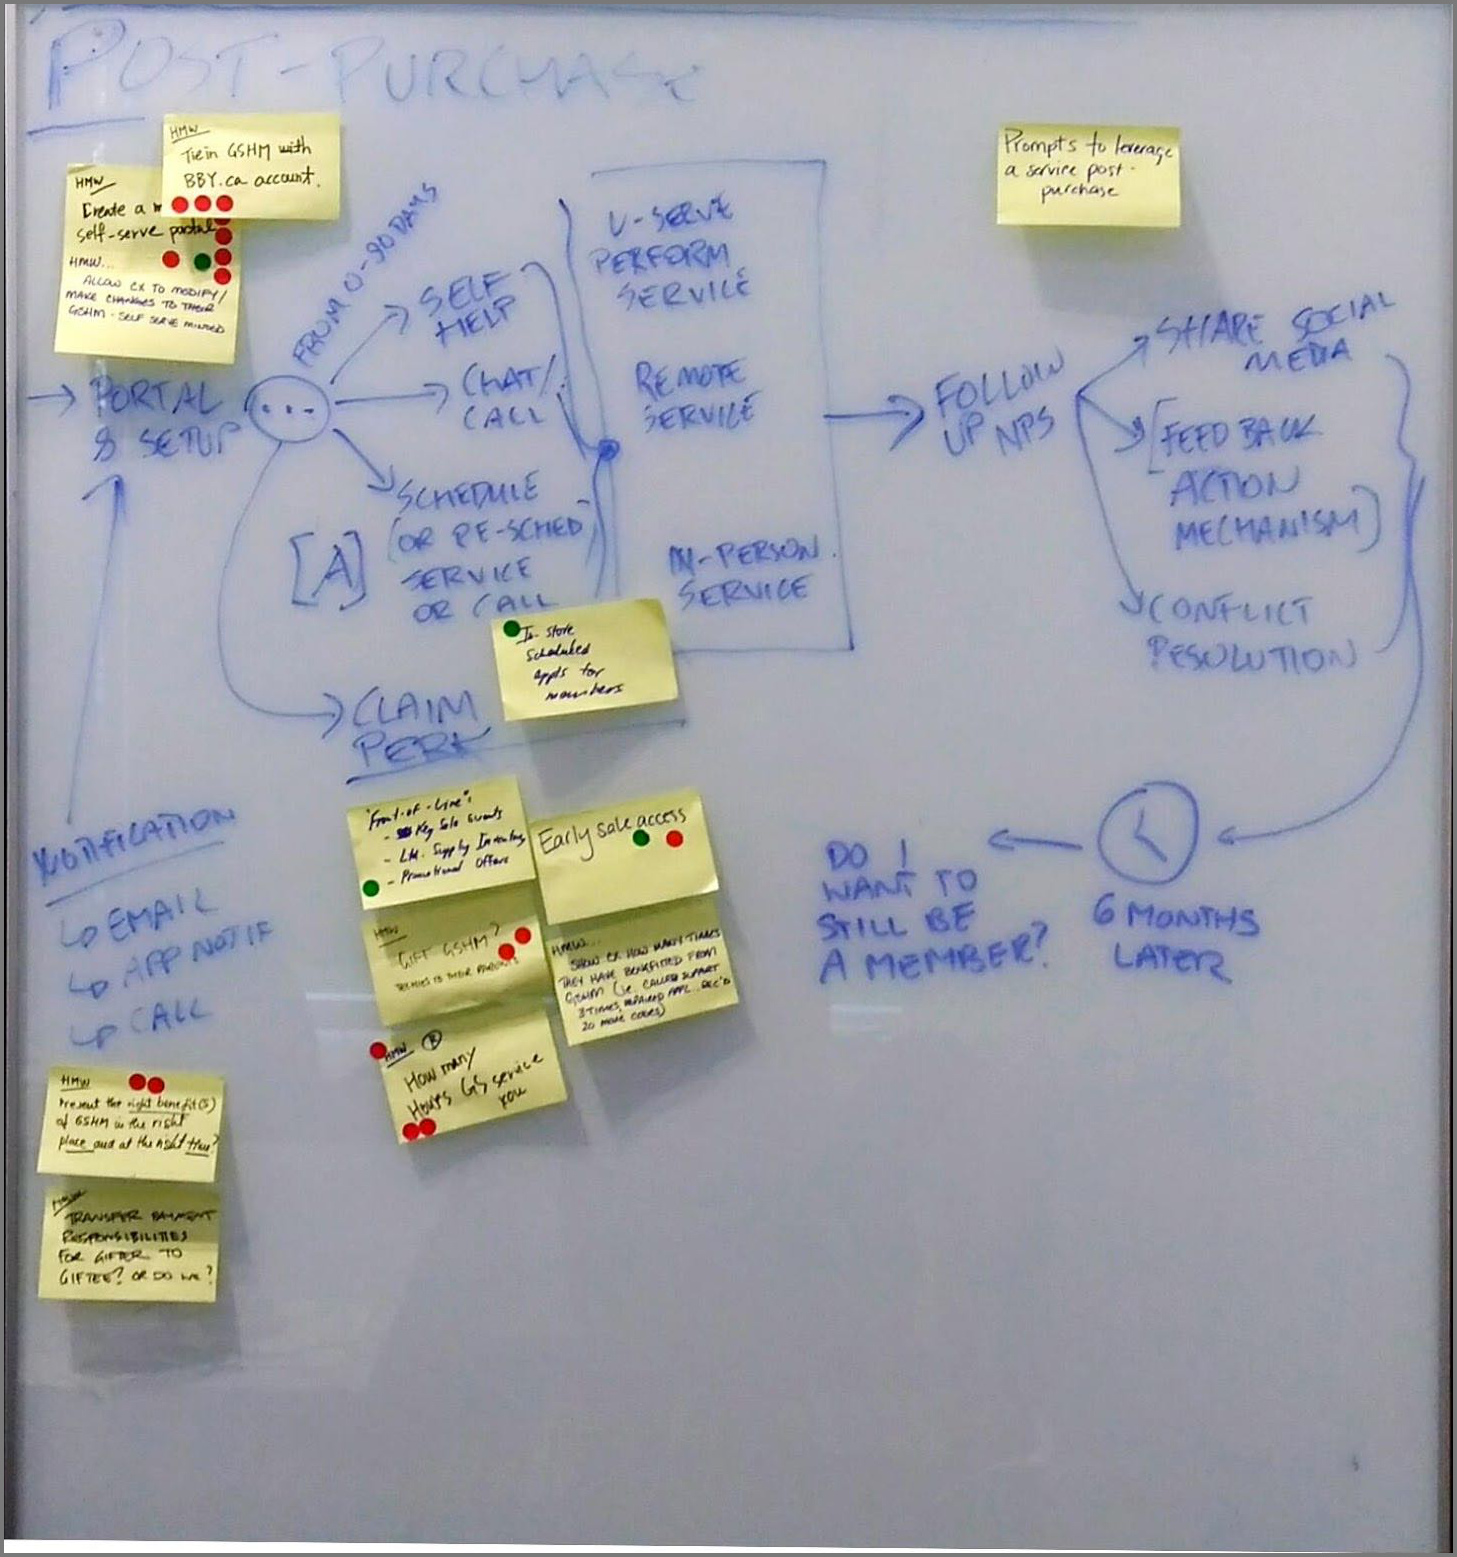 POST-PURCHASE
HMW
Tie in GSHM with
BBY.ca account.
HMW
Create a
self-serve portal
HMW...
ALLOW CX TO MODIFY/
MAKE CHANGES TO THEIR
GSHM - SELF SERVE MINDED
Prompts to leverage
a service post-
purchase
FROM 0-90 DAYS
PORTAL
& SETUP
...
SELF
HELP
CHAT/
CALL
[A]
SCHEDULE
(OR RE-SCHED)
SERVICE
OR CALL
U-SERVE
PERFORM
SERVICE
REMOTE
SERVICE
IN-PERSON
SERVICE
In-store
Scheduled
appts for
members
FOLLOW
UP NPS
SHARE SOCIAL
MEDIA
[FEED BACK
ACTION
MECHANISM]
CONFLICT
RESOLUTION
CLAIM
PERK
"Front-of-Line":
- Key Sale Events
- Ltd. Supply Inventory
- Promotional Offers
Early sale access
HMW
GIFT GSHM?
TO THEIR PARENTS
HMW...
SHOW CX HOW MANY TIMES
THEY HAVE BENEFITTED FROM
GSHM (ie. CALLED SUPPORT
3 TIMES, REPAIRED APPL.. REC'D
20 MORE CODES)
HMW R
How many
Hours GS service
you
NOTIFICATION
EMAIL
APP NOTIF
CALL
HMW
Present the right benefit(s)
of GSHM in the right
place and at the right time?
HMW
TRANSFER PAYMENT
RESPONSIBILITIES
FOR GIFTER TO
GIFTEE? OR DO WE?
6 MONTHS
LATER
DO I
WANT TO
STILL BE
A MEMBER?